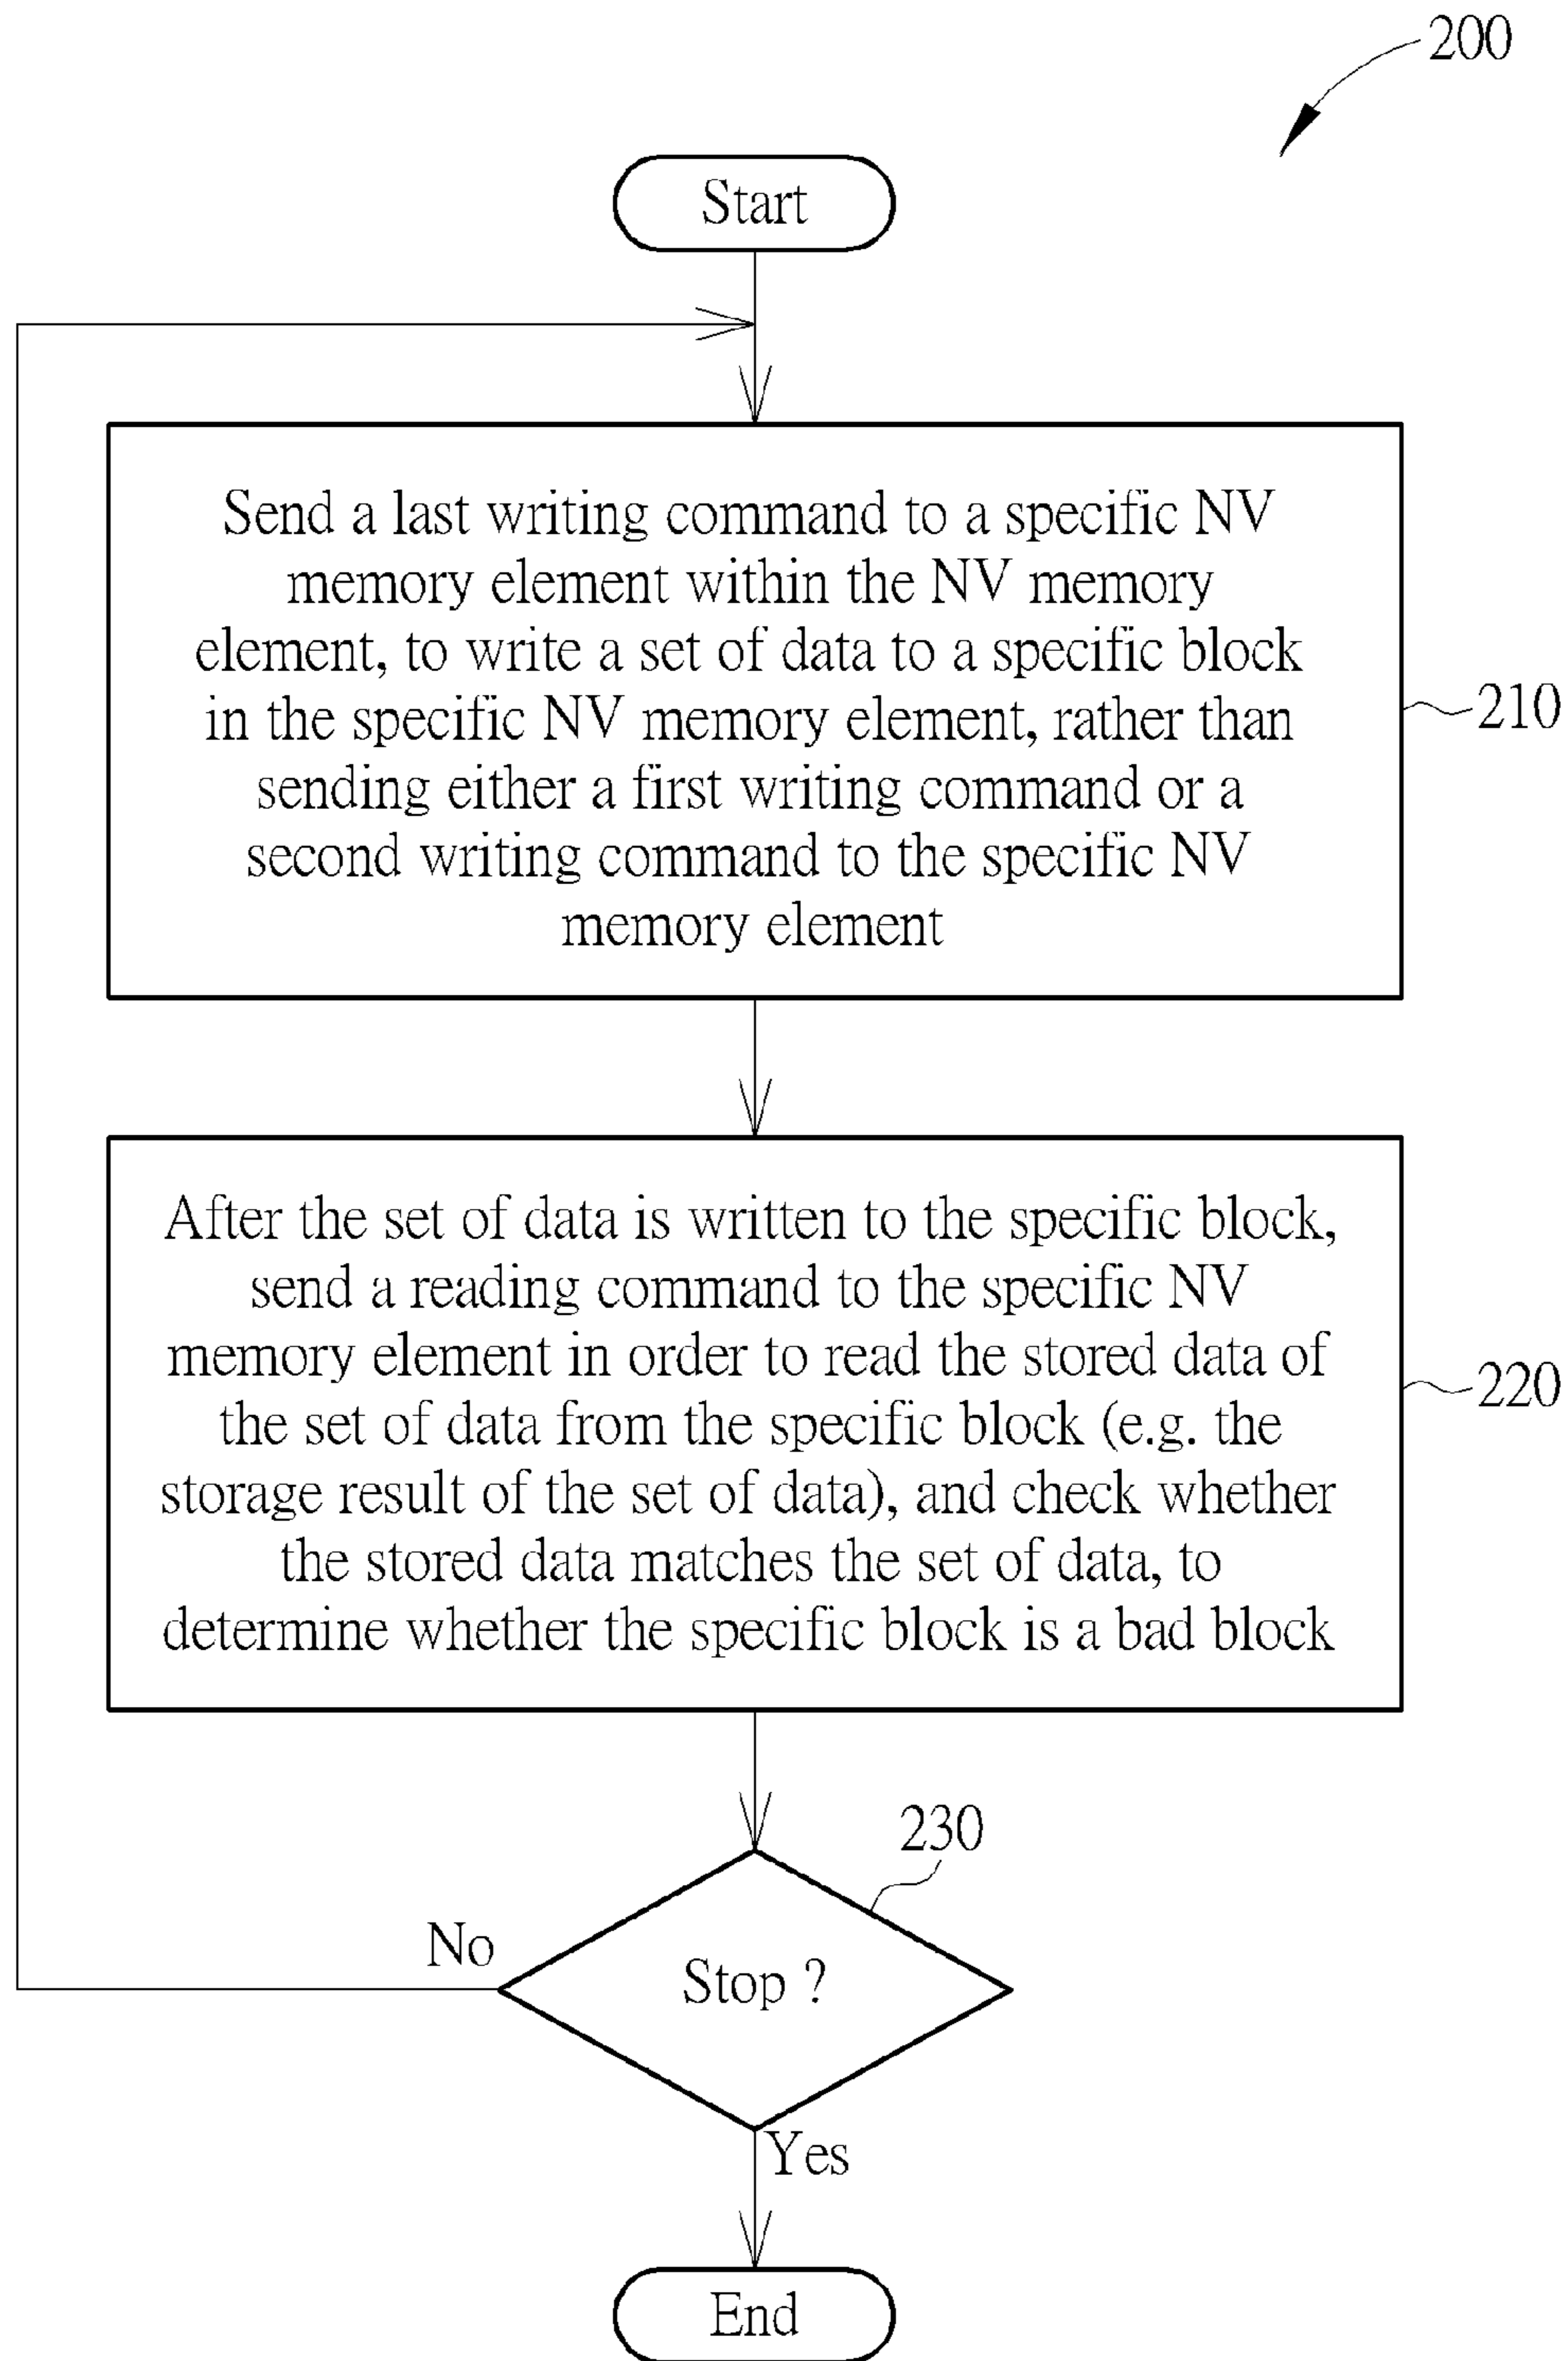 200
Start
Send a last writing command to a specific NV
memory element within the NV memory
element, to write a set of data to a specific block
in the specific NV memory element, rather than
sending either a first writing command or a
second writing command to the specific NV
memory element
210
After the set of data is written to the specific block,
send a reading command to the specific NV
memory element in order to read the stored data of
the set of data from the specific block (e.g. the
storage result of the set of data), and check whether
the stored data matches the set of data, to
determine whether the specific block is a bad block
220
230
No
Stop ?
Yes
End